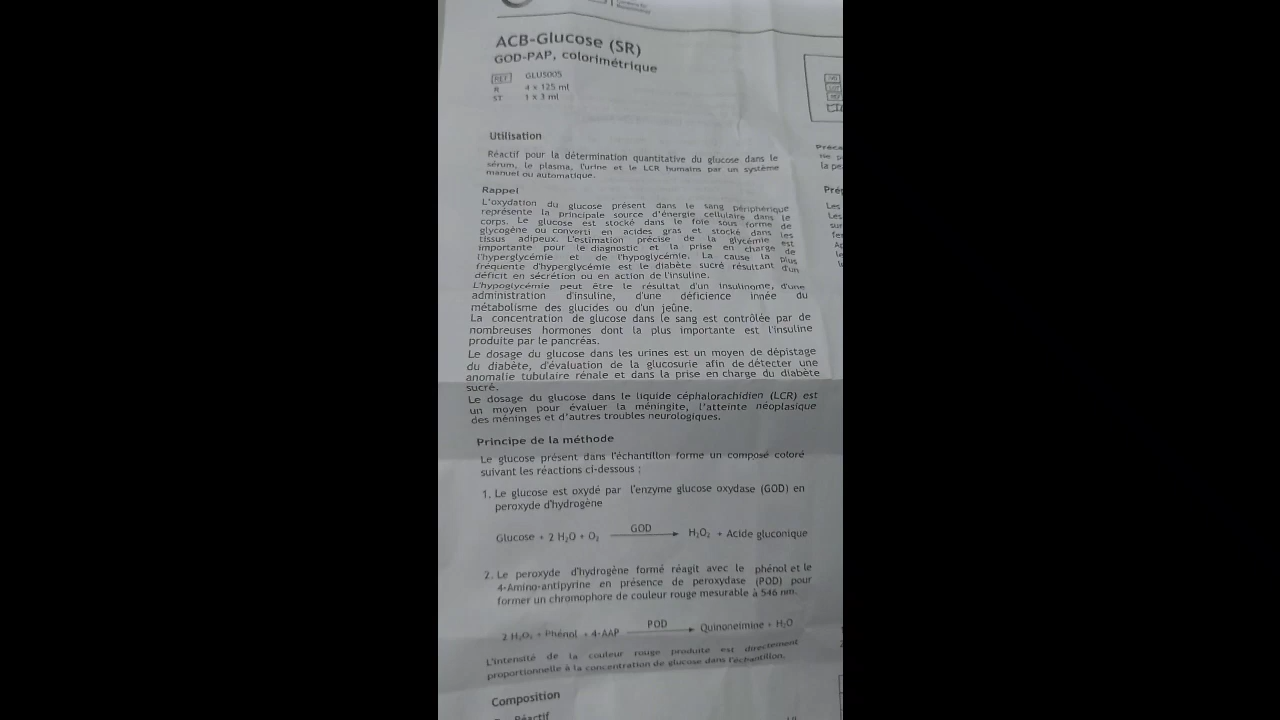 ACB-Glucose (SR)
GOD-PAP, colorimétrique
REF GLUS005
R 4 x 125 ml
ST 1 x 3 ml
Utilisation
Réactif pour la détermination quantitative du glucose dans le
sérum, le plasma, l'urine et le LCR humains par un système
manuel ou automatique.
Rappel
L'oxydation du glucose présent dans le sang périphérique
représente la principale source d'énergie cellulaire dans le
corps. Le glucose est stocké dans le foie sous forme de
glycogène ou converti en acides gras et stocké dans les
tissus adipeux. L'estimation précise de la glycémie est
importante pour le diagnostic et la prise en charge de
l'hyperglycémie et de l'hypoglycémie. La cause la plus
fréquente d'hyperglycémie est le diabète sucré résultant d'un
déficit en sécrétion ou en action de l'insuline.
L'hypoglycémie peut être le résultat d'un insulinome, d'une
administration d'insuline, d'une déficience innée du
métabolisme des glucides ou d'un jeûne.
La concentration de glucose dans le sang est contrôlée par de
nombreuses hormones dont la plus importante est l'insuline
produite par le pancréas.
Le dosage du glucose dans les urines est un moyen de dépistage
du diabète, d'évaluation de la glucosurie afin de détecter une
anomalie tubulaire rénale et dans la prise en charge du diabète
sucré.
Le dosage du glucose dans le liquide céphalorachidien (LCR) est
un moyen pour évaluer la méningite, l'atteinte néoplasique
des méninges et d'autres troubles neurologiques.
Principe de la méthode
Le glucose présent dans l'échantillon forme un composé coloré
suivant les réactions ci-dessous :
1. Le glucose est oxydé par l'enzyme glucose oxydase (GOD) en
peroxyde d'hydrogène
GOD
Glucose + 2 H₂O + O₂ → H₂O₂ + Acide gluconique
2. Le peroxyde d'hydrogène formé réagit avec le phénol et le
4-Amino-antipyrine en présence de peroxydase (POD) pour
former un chromophore de couleur rouge mesurable à 546 nm.
POD
2 H₂O₂ + Phénol + 4-AAP → Quinoneimine + H₂O
L'intensité de la couleur rouge produite est directement
proportionnelle à la concentration de glucose dans l'échantillon.
Composition
Réactif